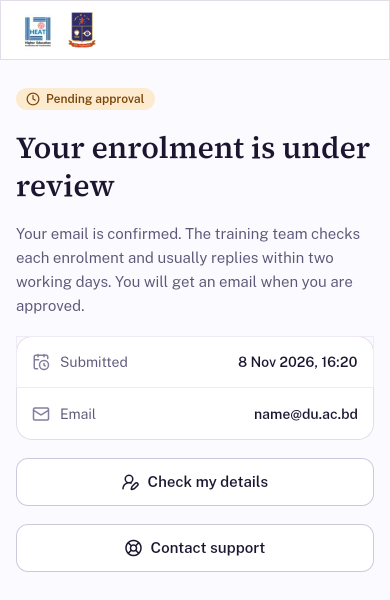 HEAT
Pending approval
Your enrolment is under
review
Your email is confirmed. The training team checks
each enrolment and usually replies within two
working days. You will get an email when you are
approved.
Submitted
8 Nov 2026, 16:20
Email
name@du.ac.bd
Check my details
Contact support